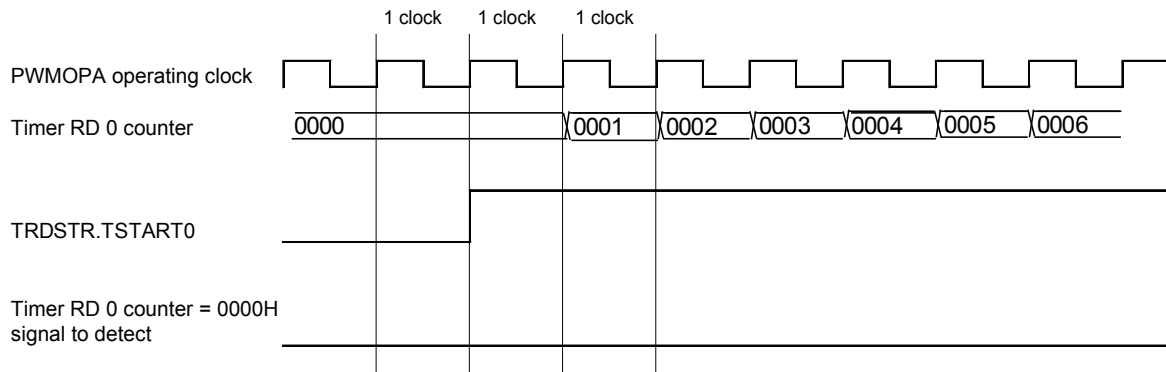 1 clock 1 clock 1 clock
PWMOPA operating clock
Timer RD 0 counter 0000 0001 0002 0003 0004 0005 0006
TRDSTR.TSTART0
Timer RD 0 counter = 0000H
signal to detect